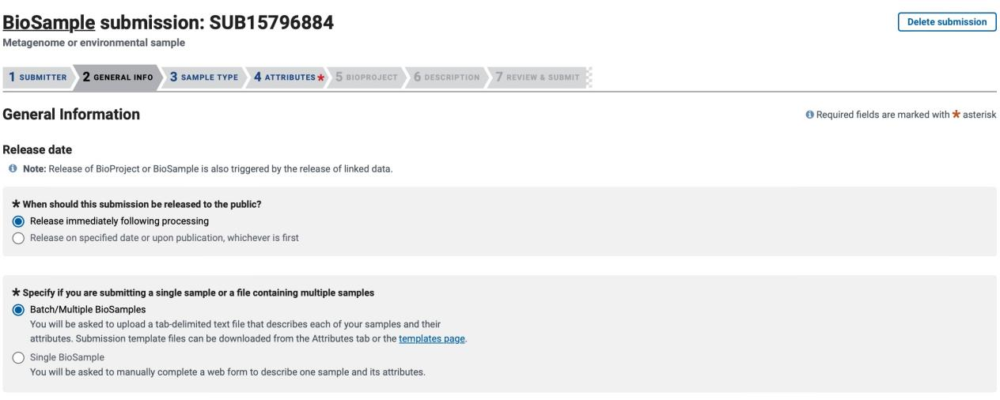 BioSample submission: SUB15796884
Delete submission
Metagenome or environmental sample
1 SUBMITTER 2 GENERAL INFO 3 SAMPLE TYPE 4 ATTRIBUTES* 5 BIOPROJECT 6 DESCRIPTION 7 REVIEW & SUBMIT
General Information
Required fields are marked with * asterisk
Release date
Note: Release of BioProject or BioSample is also triggered by the release of linked data.
* When should this submission be released to the public?
Release immediately following processing
Release on specified date or upon publication, whichever is first
* Specify if you are submitting a single sample or a file containing multiple samples
Batch/Multiple BioSamples
You will be asked to upload a tab-delimited text file that describes each of your samples and their
attributes. Submission template files can be downloaded from the Attributes tab or the templates page.
Single BioSample
You will be asked to manually complete a web form to describe one sample and its attributes.